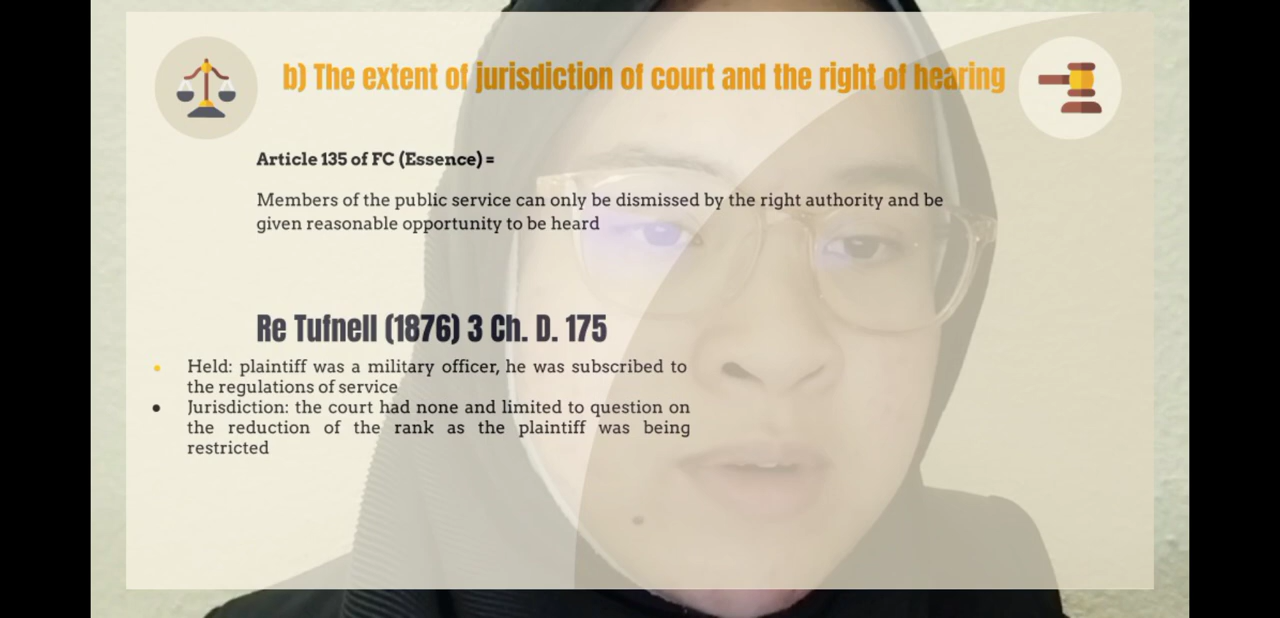 b) The extent of jurisdiction of court and the right of hearing
Article 135 of FC (Essence) =
Members of the public service can only be dismissed by the right authority and be
given reasonable opportunity to be heard
Re Tufnell (1876) 3 Ch. D. 175
Held: plaintiff was a military officer, he was subscribed to
the regulations of service
Jurisdiction: the court had none and limited to question on
the reduction of the rank as the plaintiff was being
restricted